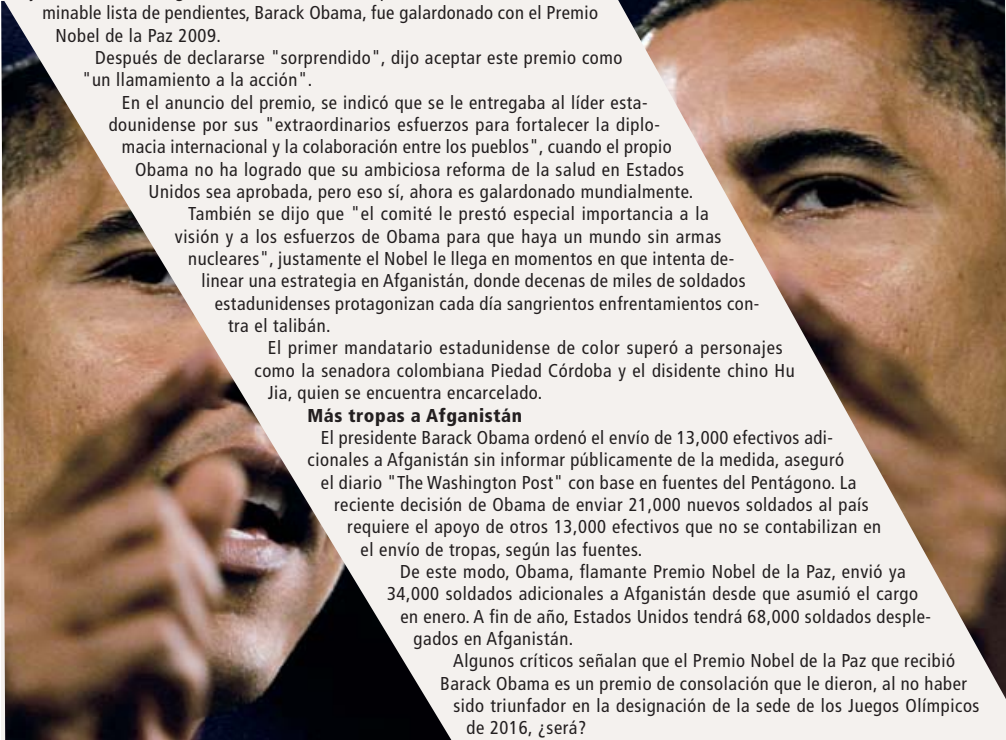 minable lista de pendientes, Barack Obama, fue galardonado con el Premio
Nobel de la Paz 2009.
Después de declararse "sorprendido", dijo aceptar este premio como
"un llamamiento a la acción".
En el anuncio del premio, se indicó que se le entregaba al líder esta-
dounidense por sus "extraordinarios esfuerzos para fortalecer la diplo-
macia internacional y la colaboración entre los pueblos", cuando el propio
Obama no ha logrado que su ambiciosa reforma de la salud en Estados
Unidos sea aprobada, pero eso sí, ahora es galardonado mundialmente.
También se dijo que "el comité le prestó especial importancia a la
visión y a los esfuerzos de Obama para que haya un mundo sin armas
nucleares", justamente el Nobel le llega en momentos en que intenta de-
linear una estrategia en Afganistán, donde decenas de miles de soldados
estadunidenses protagonizan cada día sangrientos enfrentamientos con-
tra el talibán.
El primer mandatario estadunidense de color superó a personajes
como la senadora colombiana Piedad Córdoba y el disidente chino Hu
Jia, quien se encuentra encarcelado.
Más tropas a Afganistán
El presidente Barack Obama ordenó el envío de 13,000 efectivos adi-
cionales a Afganistán sin informar públicamente de la medida, aseguró
el diario "The Washington Post" con base en fuentes del Pentágono. La
reciente decisión de Obama de enviar 21,000 nuevos soldados al país
requiere el apoyo de otros 13,000 efectivos que no se contabilizan en
el envío de tropas, según las fuentes.
De este modo, Obama, flamante Premio Nobel de la Paz, envió ya
34,000 soldados adicionales a Afganistán desde que asumió el cargo
en enero. A fin de año, Estados Unidos tendrá 68,000 soldados desple-
gados en Afganistán.
Algunos críticos señalan que el Premio Nobel de la Paz que recibió
Barack Obama es un premio de consolación que le dieron, al no haber
sido triunfador en la designación de la sede de los Juegos Olímpicos
de 2016, ¿será?